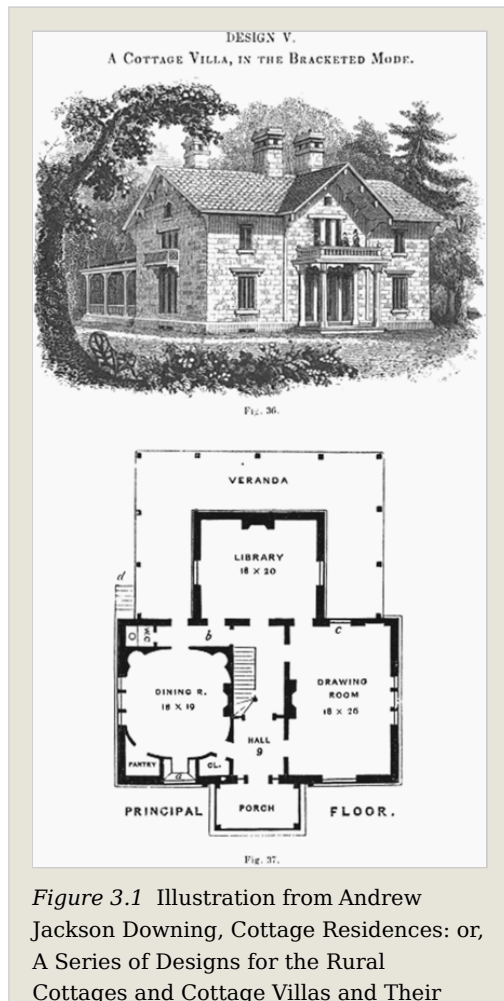 DESIGN V.
A Cottage Villa, in the Bracketed Mode.
Fig. 36.
VERANDA
LIBRARY
18 X 20
d
b
c
DINING R.
18 X 19
DRAWING
ROOM
18 X 26
HALL
9
PANTRY
a
CL.
PORCH
PRINCIPAL FLOOR.
Fig. 37.
Figure 3.1 Illustration from Andrew
Jackson Downing, Cottage Residences: or,
A Series of Designs for the Rural
Cottages and Cottage Villas and Their